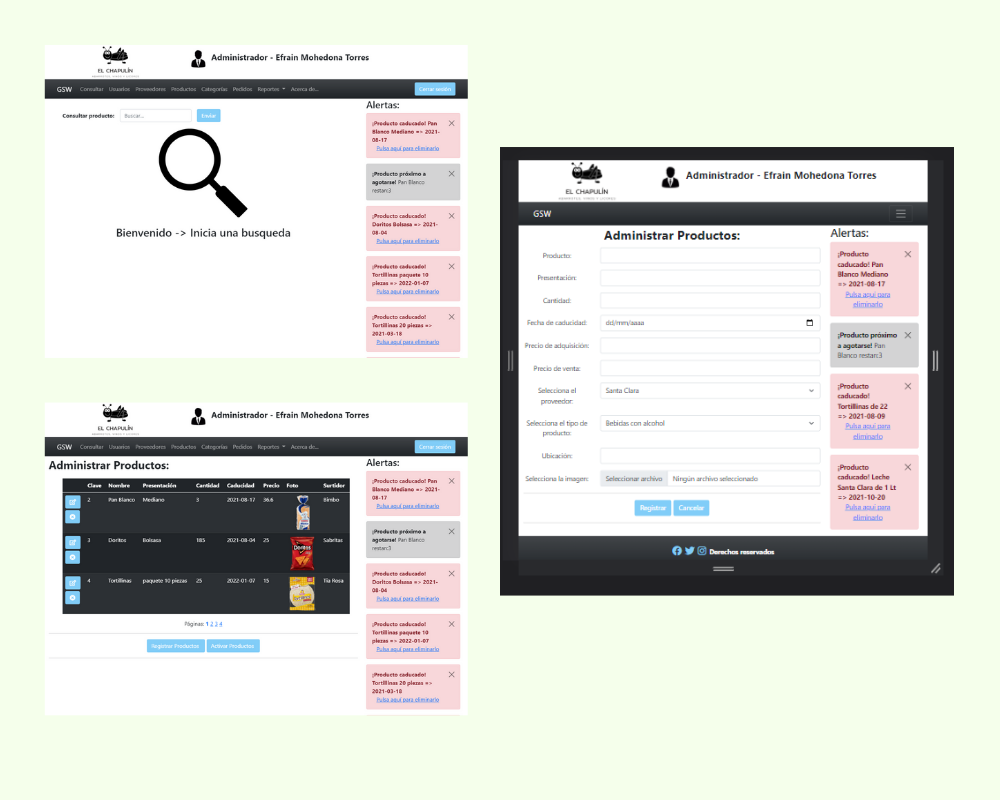 EL CHAPULÍN
Administrador - Efrain Mohedona Torres
GSW Consultar Usuarios Proveedores Productos Categorías Pedidos Reportes Acerca de... Cerrar sesión
Consultar producto: Buscar... Enviar
Bienvenido -> Inicia una busqueda
Alertas:
¡Producto caducado! Pan
Blanco Mediano => 2021-
08-17
Pulsa aquí para eliminarlo
¡Producto próximo a
agotarse! Pan Blanco
restan:3
¡Producto caducado!
Doritos Bolsasa => 2021-
08-04
Pulsa aquí para eliminarlo
¡Producto caducado!
Tortillinas paquete 10
piezas => 2022-01-07
Pulsa aquí para eliminarlo
¡Producto caducado!
Tortillinas 20 piezas =>
2021-03-18
Pulsa aquí para eliminarlo
EL CHAPULÍN
Administrador - Efrain Mohedona Torres
GSW Consultar Usuarios Proveedores Productos Categorías Pedidos Reportes Acerca de... Cerrar sesión
Administrar Productos:
Clave Nombre Presentación Cantidad Caducidad Precio Foto Surtidor
2 Pan Blanco Mediano 3 2021-08-17 36.6 Bimbo
3 Doritos Bolsasa 185 2021-08-04 25 Doritos Sabritas
4 Tortillinas paquete 10 piezas 25 2022-01-07 15 Tia Rosa
Páginas: 1 2 3 4
Registrar Productos Activar Productos
Alertas:
¡Producto caducado! Pan
Blanco Mediano => 2021-
08-17
Pulsa aquí para eliminarlo
¡Producto próximo a
agotarse! Pan Blanco
restan:3
¡Producto caducado!
Doritos Bolsasa => 2021-
08-04
Pulsa aquí para eliminarlo
¡Producto caducado!
Tortillinas paquete 10
piezas => 2022-01-07
Pulsa aquí para eliminarlo
¡Producto caducado!
Tortillinas 20 piezas =>
2021-03-18
Pulsa aquí para eliminarlo
EL CHAPULÍN
Administrador - Efrain Mohedona Torres
GSW
Administrar Productos:
Producto:
Presentación:
Cantidad:
Fecha de caducidad: dd/mm/aaaa
Precio de adquisición:
Precio de venta:
Selecciona el
proveedor:
Santa Clara
Selecciona el tipo de
producto:
Bebidas con alcohol
Ubicación:
Selecciona la imagen: Seleccionar archivo Ningún archivo seleccionado
Registrar Cancelar
Alertas:
¡Producto
caducado! Pan
Blanco Mediano
=> 2021-08-17
Pulsa aquí para
eliminarlo
¡Producto próximo
a agotarse! Pan
Blanco restan:3
¡Producto
caducado!
Tortillinas de 22
=> 2021-08-09
Pulsa aquí para
eliminarlo
¡Producto
caducado! Leche
Santa Clara de 1 Lt
=> 2021-10-20
Pulsa aquí para
eliminarlo
Derechos reservados